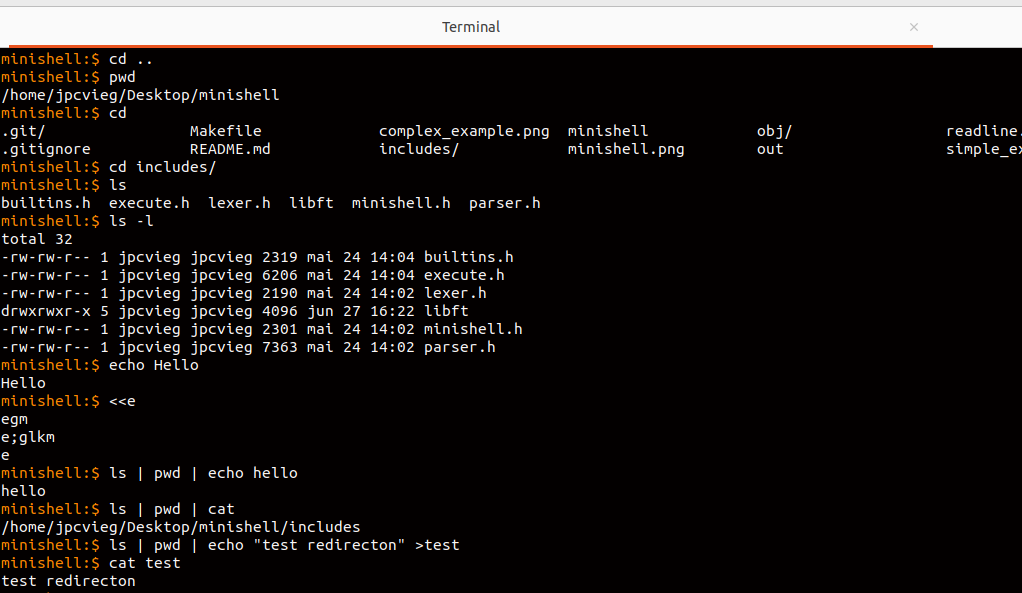 Terminal
minishell:$ cd ..
minishell:$ pwd
/home/jpcvieg/Desktop/minishell
minishell:$ cd
.git/ Makefile complex_example.png minishell obj/ readline.
.gitignore README.md includes/ minishell.png out simple_ex
minishell:$ cd includes/
minishell:$ ls
builtins.h execute.h lexer.h libft minishell.h parser.h
minishell:$ ls -l
total 32
-rw-rw-r-- 1 jpcvieg jpcvieg 2319 mai 24 14:04 builtins.h
-rw-rw-r-- 1 jpcvieg jpcvieg 6206 mai 24 14:04 execute.h
-rw-rw-r-- 1 jpcvieg jpcvieg 2190 mai 24 14:02 lexer.h
drwxrwxr-x 5 jpcvieg jpcvieg 4096 jun 27 16:22 libft
-rw-rw-r-- 1 jpcvieg jpcvieg 2301 mai 24 14:02 minishell.h
-rw-rw-r-- 1 jpcvieg jpcvieg 7363 mai 24 14:02 parser.h
minishell:$ echo Hello
Hello
minishell:$ <<e
egm
e;glkm
e
minishell:$ ls | pwd | echo hello
hello
minishell:$ ls | pwd | cat
/home/jpcvieg/Desktop/minishell/includes
minishell:$ ls | pwd | echo "test redirecton" >test
minishell:$ cat test
test redirecton